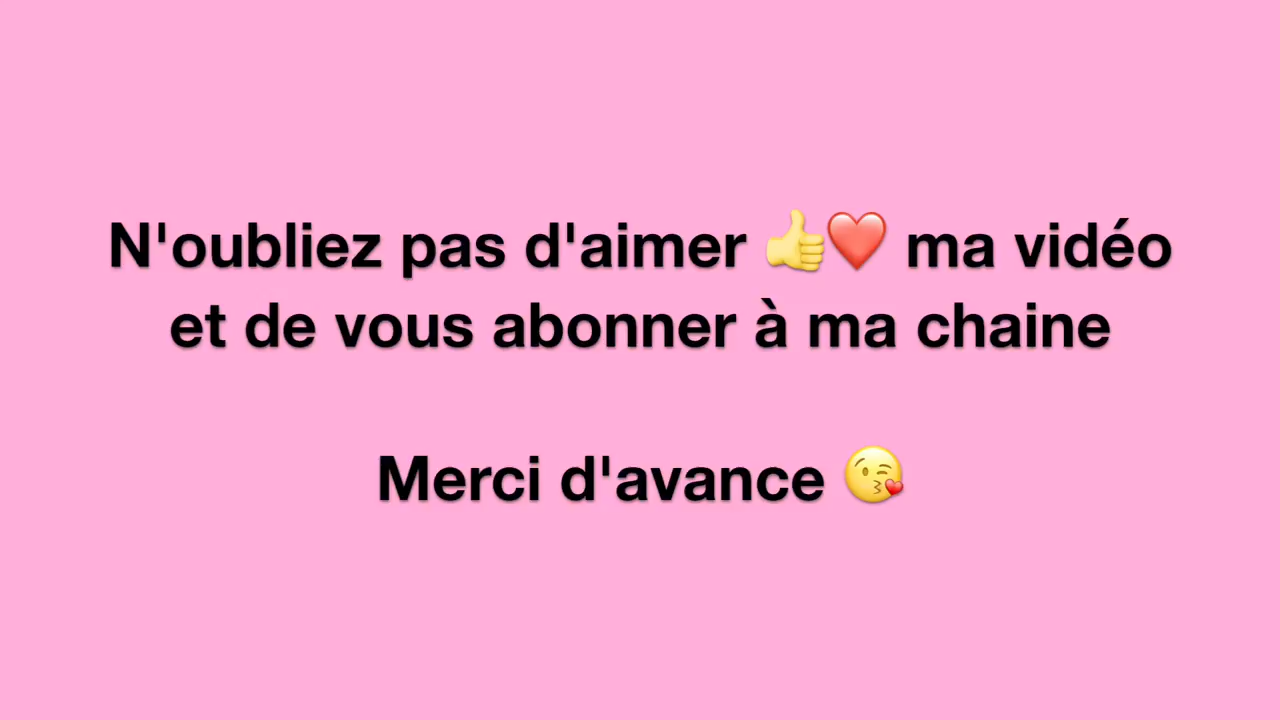 N'oubliez pas d'aimer 👍❤️ ma vidéo
et de vous abonner à ma chaine
Merci d'avance 😘